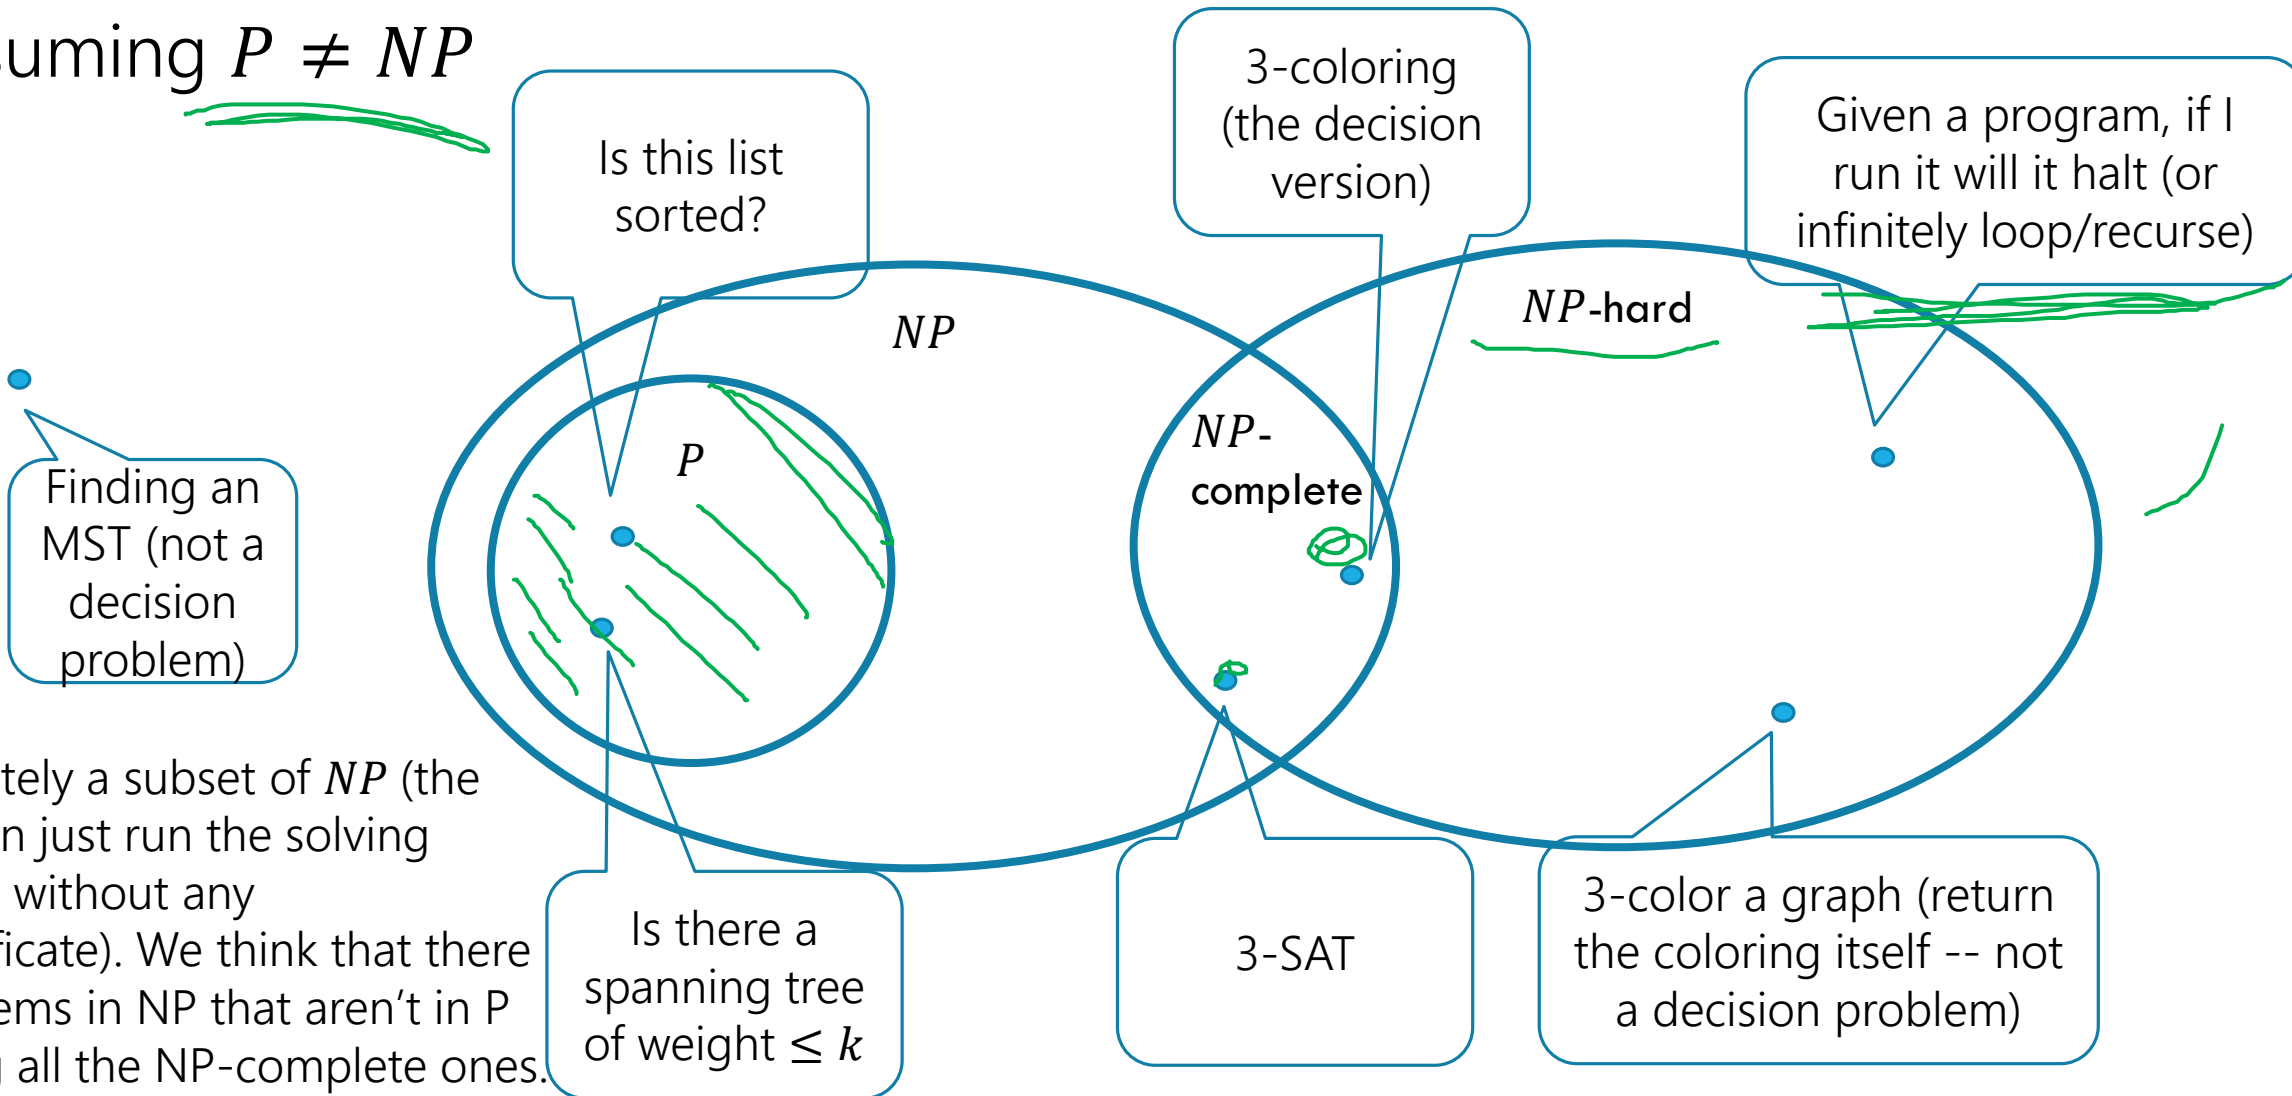 suming P ≠ NP
Is this list
sorted?
3-coloring
(the decision
version)
Given a program, if I
run it will it halt (or
infinitely loop/recurse)
NP
NP-hard
P
NP-
complete
Finding an
MST (not a
decision
problem)
tely a subset of NP (the
n just run the solving
without any
ficate). We think that there
ems in NP that aren't in P
g all the NP-complete ones.
Is there a
spanning tree
of weight ≤ k
3-SAT
3-color a graph (return
the coloring itself -- not
a decision problem)